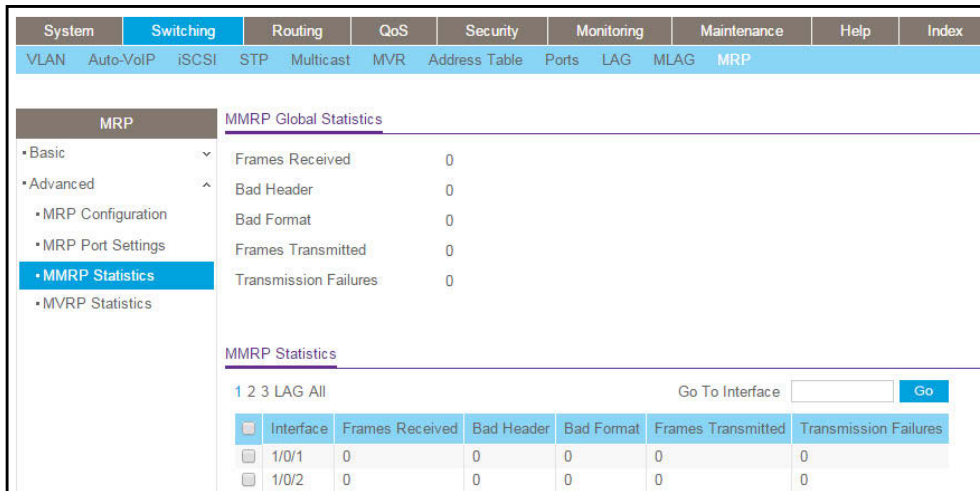 System Switching Routing QoS Security Monitoring Maintenance Help Index
VLAN Auto-VoIP iSCSI STP Multicast MVR Address Table Ports LAG MLAG MRP
MRP
Basic
Advanced
MRP Configuration
MRP Port Settings
MMRP Statistics
MVRP Statistics
MMRP Global Statistics
Frames Received 0
Bad Header 0
Bad Format 0
Frames Transmitted 0
Transmission Failures 0
MMRP Statistics
1 2 3 LAG All Go To Interface Go
Interface Frames Received Bad Header Bad Format Frames Transmitted Transmission Failures
1/0/1 0 0 0 0 0
1/0/2 0 0 0 0 0